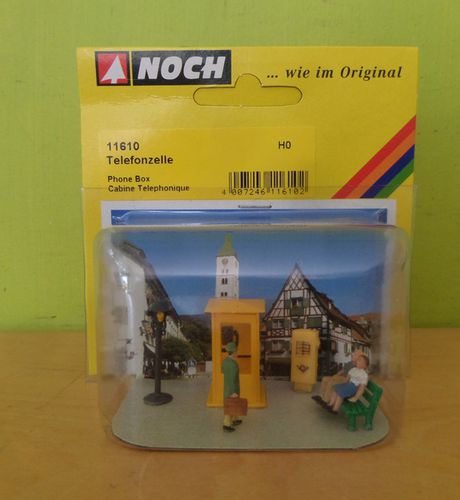 NOCH
... wie im Original
11610
H0
Telefonzelle
Phone Box
Cabine Telephonique
4 007246 116102